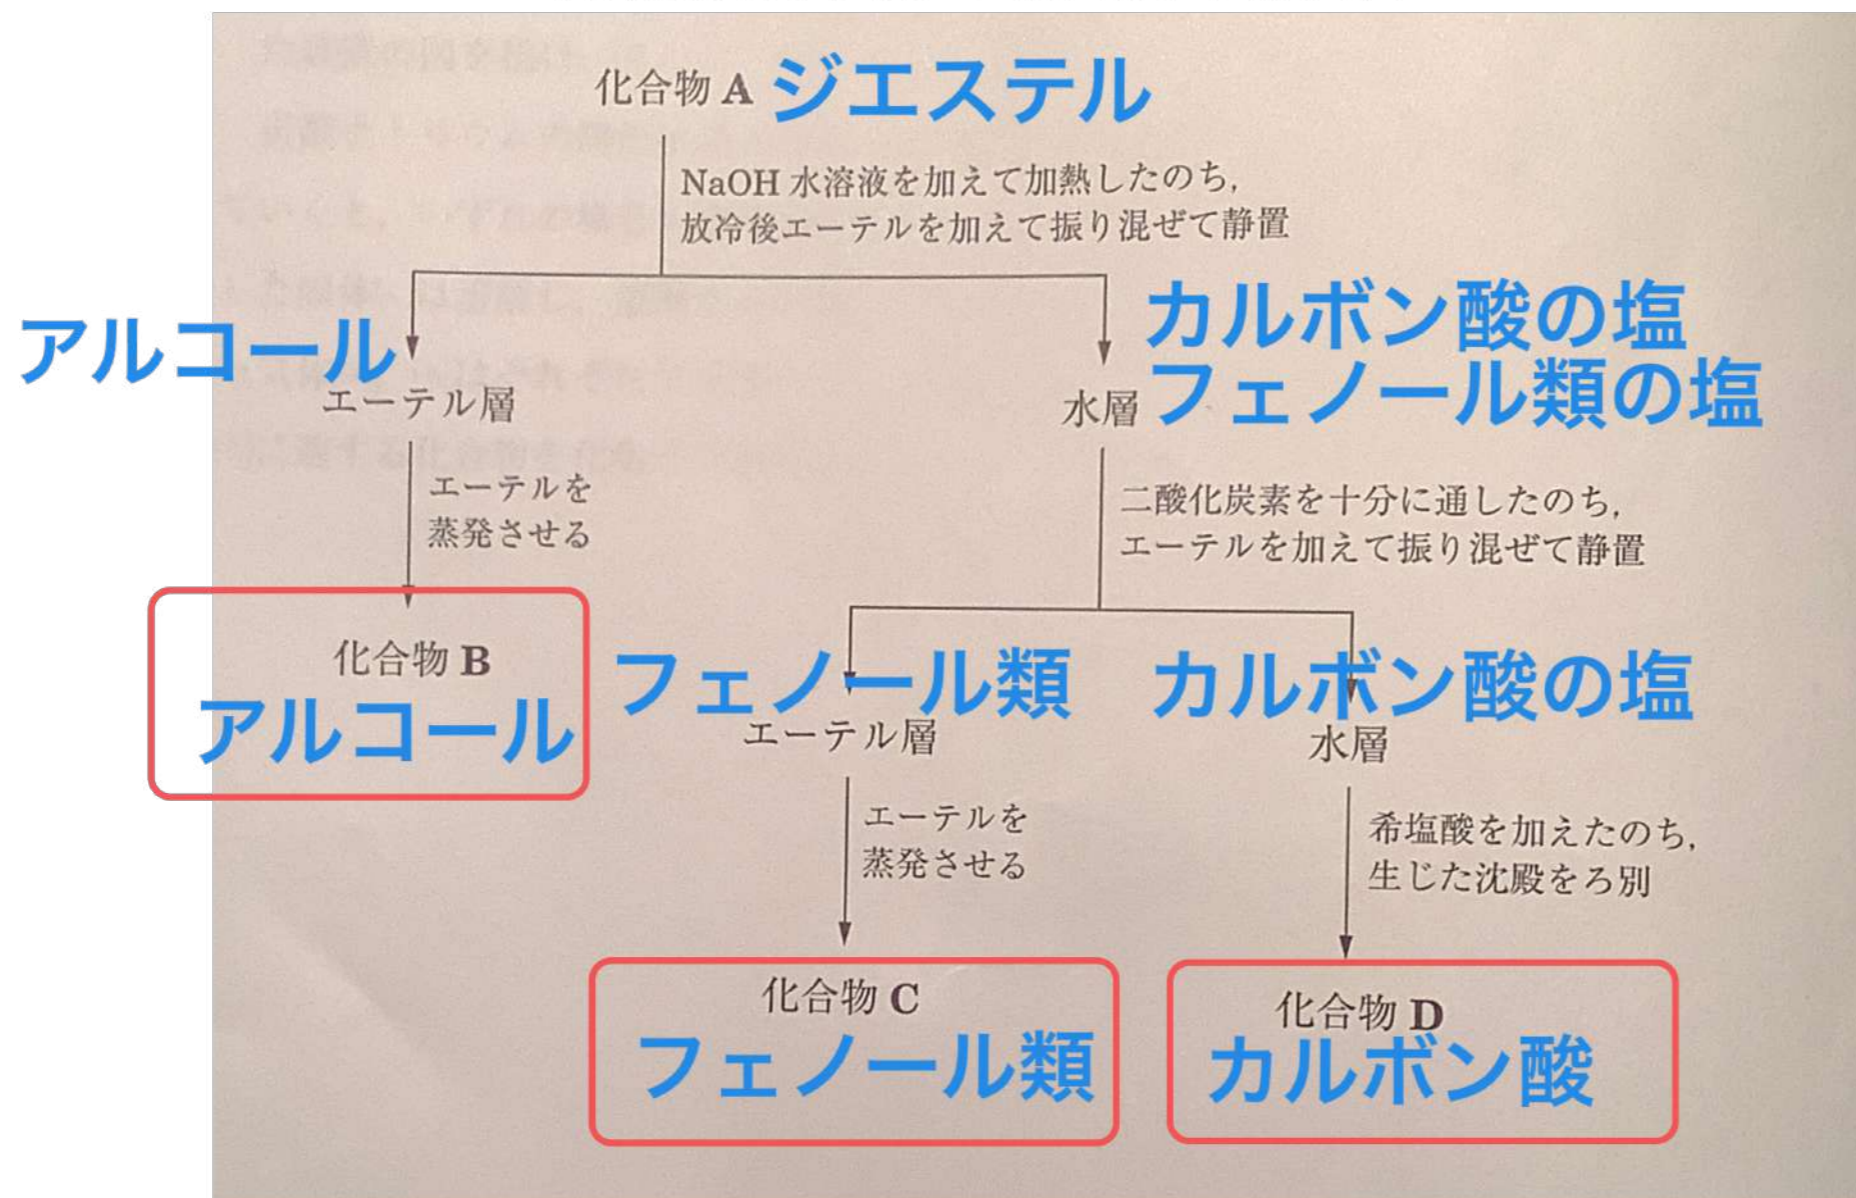 化合物 A ジエステル
NaOH 水溶液を加えて加熱したのち,
放冷後エーテルを加えて振り混ぜて静置
アルコール
エーテル層
カルボン酸の塩
フェノール類の塩
水層
エーテルを
蒸発させる
二酸化炭素を十分に通したのち,
エーテルを加えて振り混ぜて静置
化合物 B
アルコール
フェノール類
エーテル層
カルボン酸の塩
水層
エーテルを
蒸発させる
希塩酸を加えたのち,
生じた沈殿をろ別
化合物 C
フェノール類
化合物 D
カルボン酸